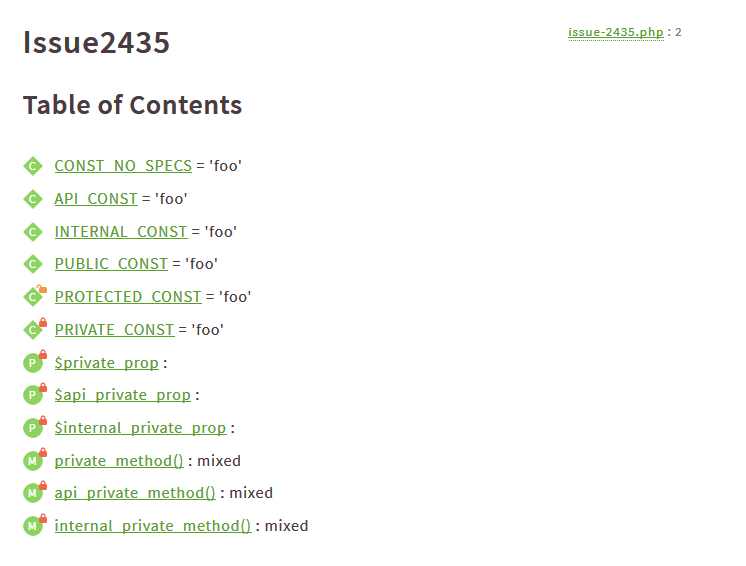 Issue2435
issue-2435.php : 2
Table of Contents
C CONST_NO_SPECS = 'foo'
C API_CONST = 'foo'
C INTERNAL_CONST = 'foo'
C PUBLIC_CONST = 'foo'
C PROTECTED_CONST = 'foo'
C PRIVATE_CONST = 'foo'
P $private_prop :
P $api_private_prop :
P $internal_private_prop :
M private_method() : mixed
M api_private_method() : mixed
M internal_private_method() : mixed